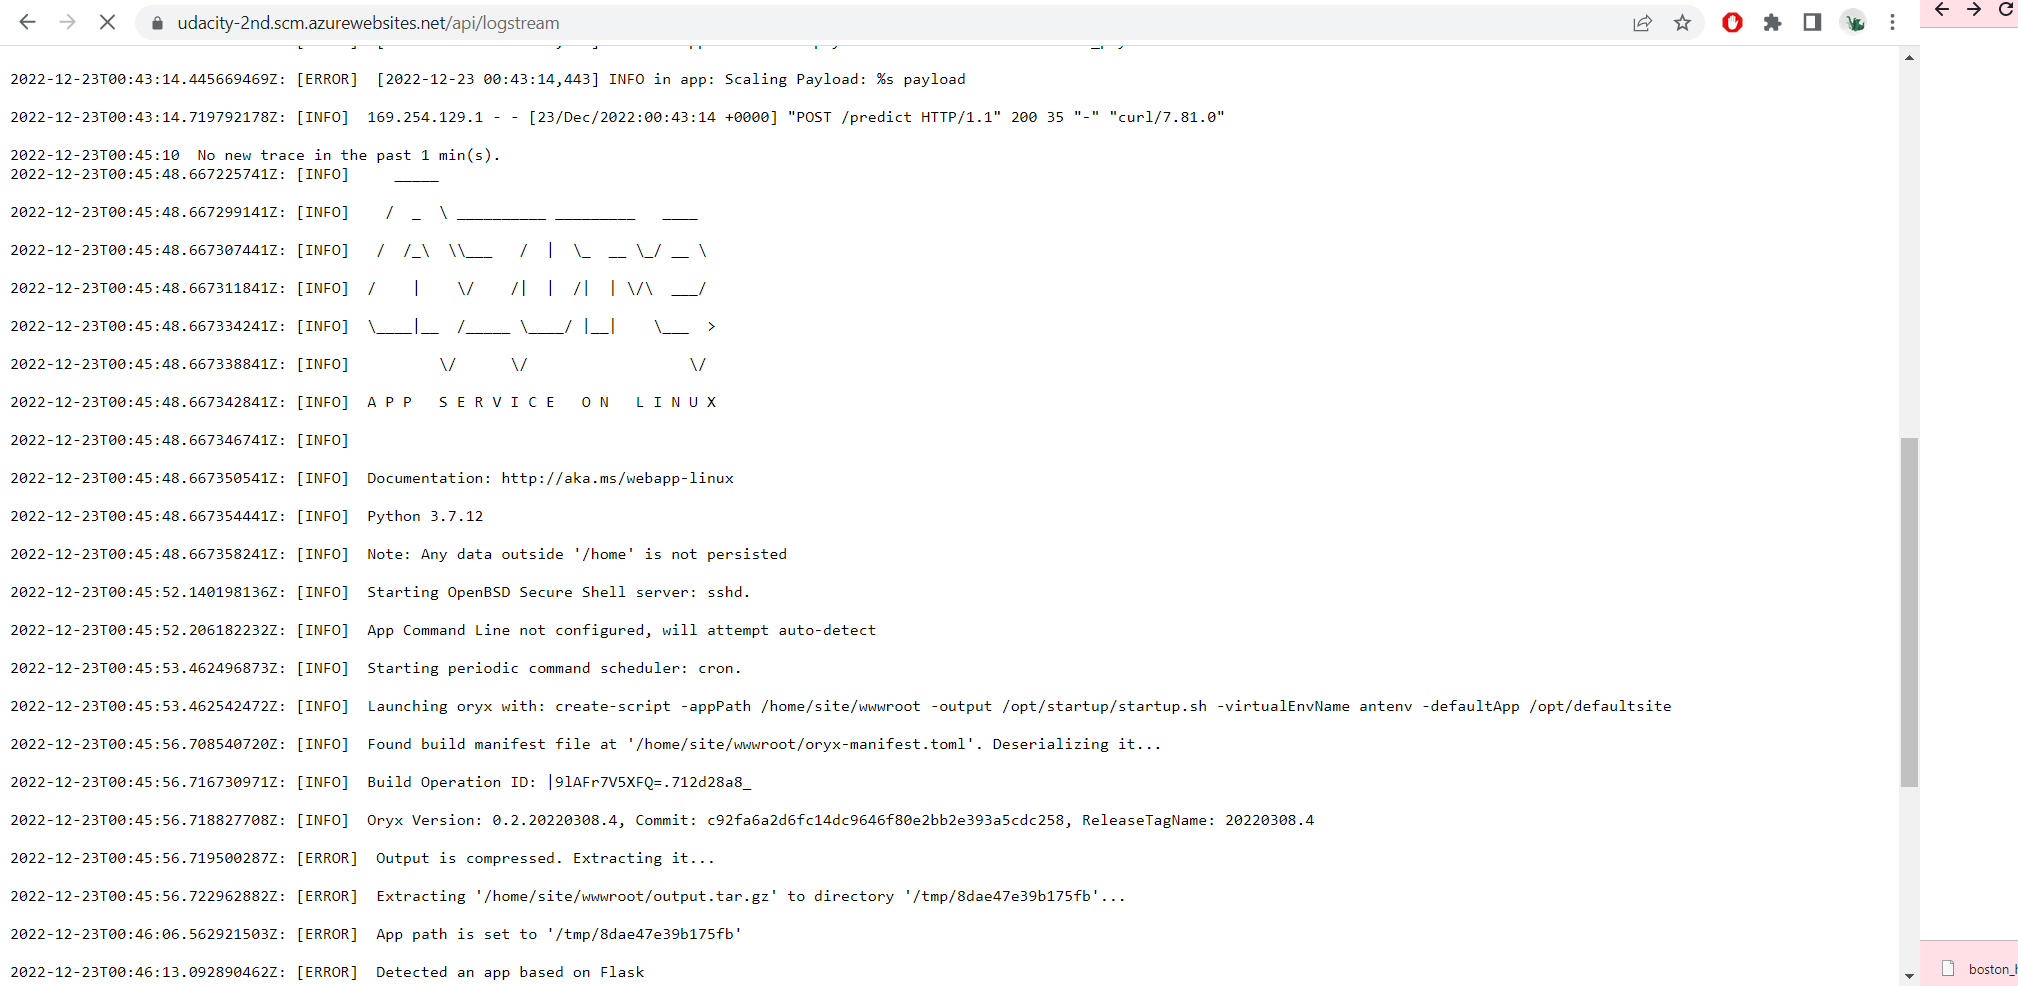 udacity-2nd.scm.azurewebsites.net/api/logstream
2022-12-23T00:43:14.445669469Z: [ERROR]  [2022-12-23 00:43:14,443] INFO in app: Scaling Payload: %s payload
2022-12-23T00:43:14.719792178Z: [INFO]  169.254.129.1 - - [23/Dec/2022:00:43:14 +0000] "POST /predict HTTP/1.1" 200 35 "-" "curl/7.81.0"
2022-12-23T00:45:10  No new trace in the past 1 min(s).
2022-12-23T00:45:48.667225741Z: [INFO]     _____
2022-12-23T00:45:48.667299141Z: [INFO]    /  _  \ __________ _________   ____
2022-12-23T00:45:48.667307441Z: [INFO]   /  /_\  \\___   /  |  \_  __ \_/ __ \
2022-12-23T00:45:48.667311841Z: [INFO]  /    |    \/    /|  |  /|  | \/\  ___/
2022-12-23T00:45:48.667334241Z: [INFO]  \____|__  /_____ \____/ |__|    \___  >
2022-12-23T00:45:48.667338841Z: [INFO]          \/      \/                  \/
2022-12-23T00:45:48.667342841Z: [INFO]  A P P   S E R V I C E   O N   L I N U X
2022-12-23T00:45:48.667346741Z: [INFO]
2022-12-23T00:45:48.667350541Z: [INFO]  Documentation: http://aka.ms/webapp-linux
2022-12-23T00:45:48.667354441Z: [INFO]  Python 3.7.12
2022-12-23T00:45:48.667358241Z: [INFO]  Note: Any data outside '/home' is not persisted
2022-12-23T00:45:52.140198136Z: [INFO]  Starting OpenBSD Secure Shell server: sshd.
2022-12-23T00:45:52.206182232Z: [INFO]  App Command Line not configured, will attempt auto-detect
2022-12-23T00:45:53.462496873Z: [INFO]  Starting periodic command scheduler: cron.
2022-12-23T00:45:53.462542472Z: [INFO]  Launching oryx with: create-script -appPath /home/site/wwwroot -output /opt/startup/startup.sh -virtualEnvName antenv -defaultApp /opt/defaultsite
2022-12-23T00:45:56.708540720Z: [INFO]  Found build manifest file at '/home/site/wwwroot/oryx-manifest.toml'. Deserializing it...
2022-12-23T00:45:56.716730971Z: [INFO]  Build Operation ID: |9lAFr7V5XFQ=.712d28a8_
2022-12-23T00:45:56.718827708Z: [INFO]  Oryx Version: 0.2.20220308.4, Commit: c92fa6a2d6fc14dc9646f80e2bb2e393a5cdc258, ReleaseTagName: 20220308.4
2022-12-23T00:45:56.719500287Z: [ERROR]  Output is compressed. Extracting it...
2022-12-23T00:45:56.722962882Z: [ERROR]  Extracting '/home/site/wwwroot/output.tar.gz' to directory '/tmp/8dae47e39b175fb'...
2022-12-23T00:46:06.562921503Z: [ERROR]  App path is set to '/tmp/8dae47e39b175fb'
2022-12-23T00:46:13.092890462Z: [ERROR]  Detected an app based on Flask
boston_